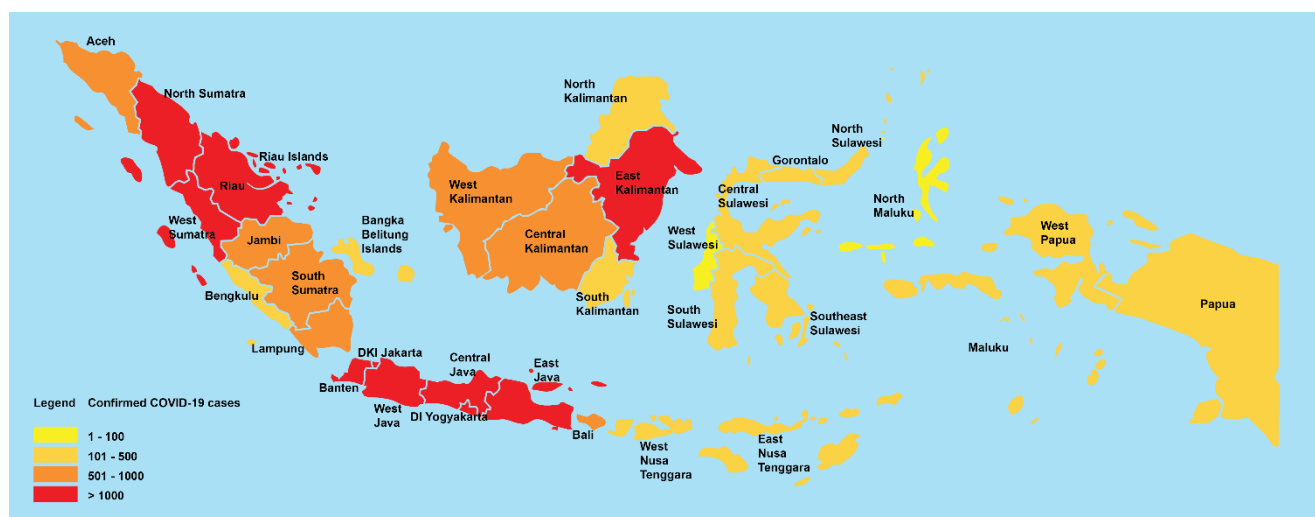 Aceh
North Sumatra
Riau Islands
Riau
West
Sumatra
Jambi
Bangka
Belitung
Islands
South
Sumatra
Bengkulu
Lampung
North
Kalimantan
West
Kalimantan
East
Kalimantan
Central
Kalimantan
South
Kalimantan
North
Sulawesi
Gorontalo
Central
Sulawesi
West
Sulawesi
South
Sulawesi
Southeast
Sulawesi
North
Maluku
West
Papua
Papua
Maluku
DKI Jakarta
Banten
West
Java
Central
Java
DI Yogyakarta
East
Java
Bali
West
Nusa
Tenggara
East
Nusa
Tenggara
Legend Confirmed COVID-19 cases
1 - 100
101 - 500
501 - 1000
> 1000